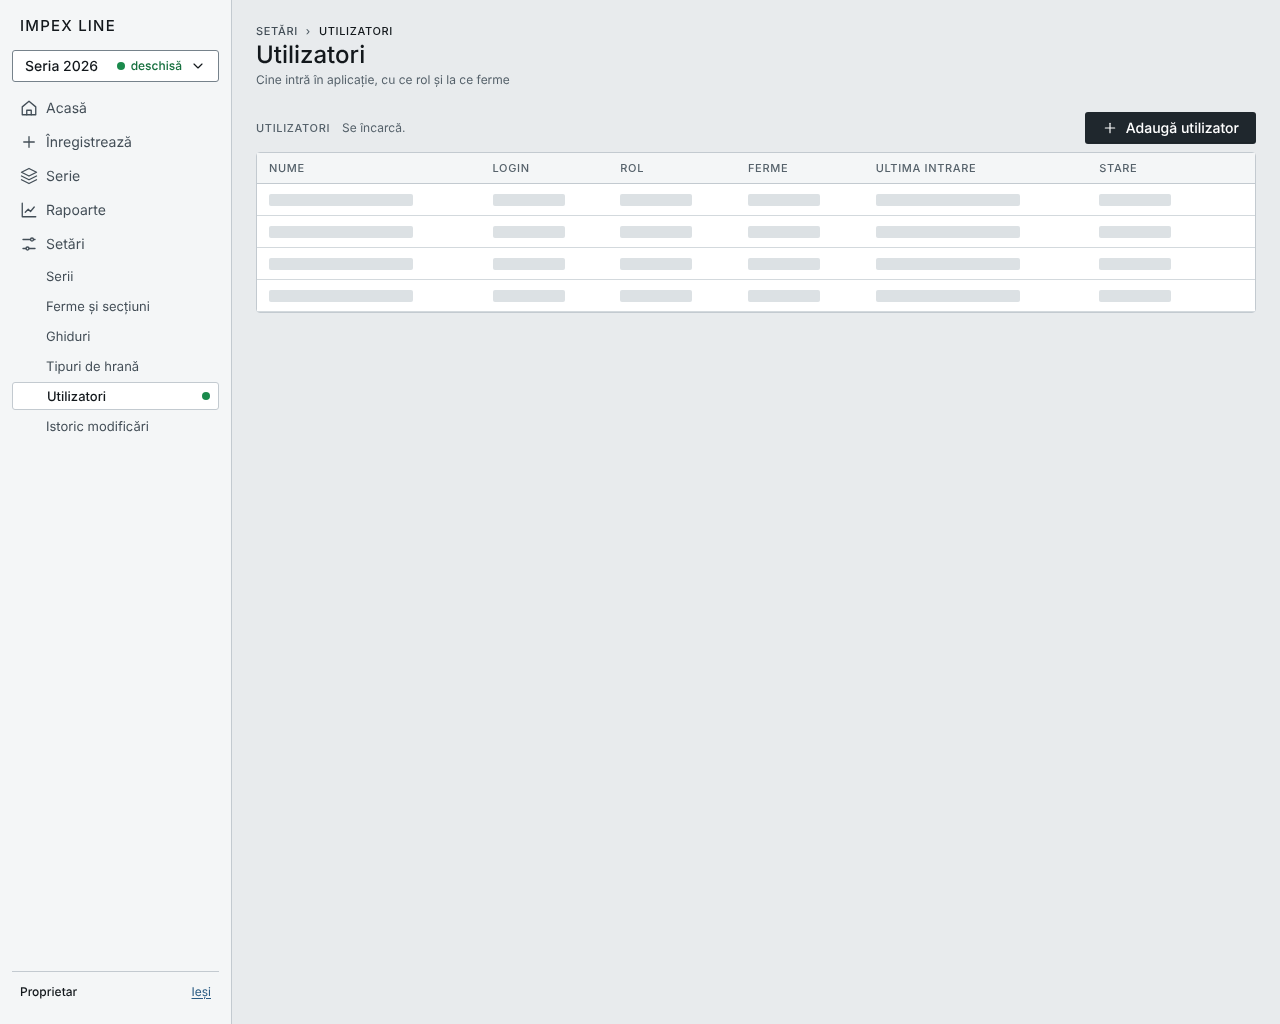 IMPEX LINE
Seria 2026 deschisă
Acasă
Înregistrează
Serie
Rapoarte
Setări
Serii
Ferme și secțiuni
Ghiduri
Tipuri de hrană
Utilizatori
Istoric modificări
Proprietar Ieși
SETĂRI › UTILIZATORI
Utilizatori
Cine intră în aplicație, cu ce rol și la ce ferme
UTILIZATORI Se încarcă.
Adaugă utilizator
NUME LOGIN ROL FERME ULTIMA INTRARE STARE